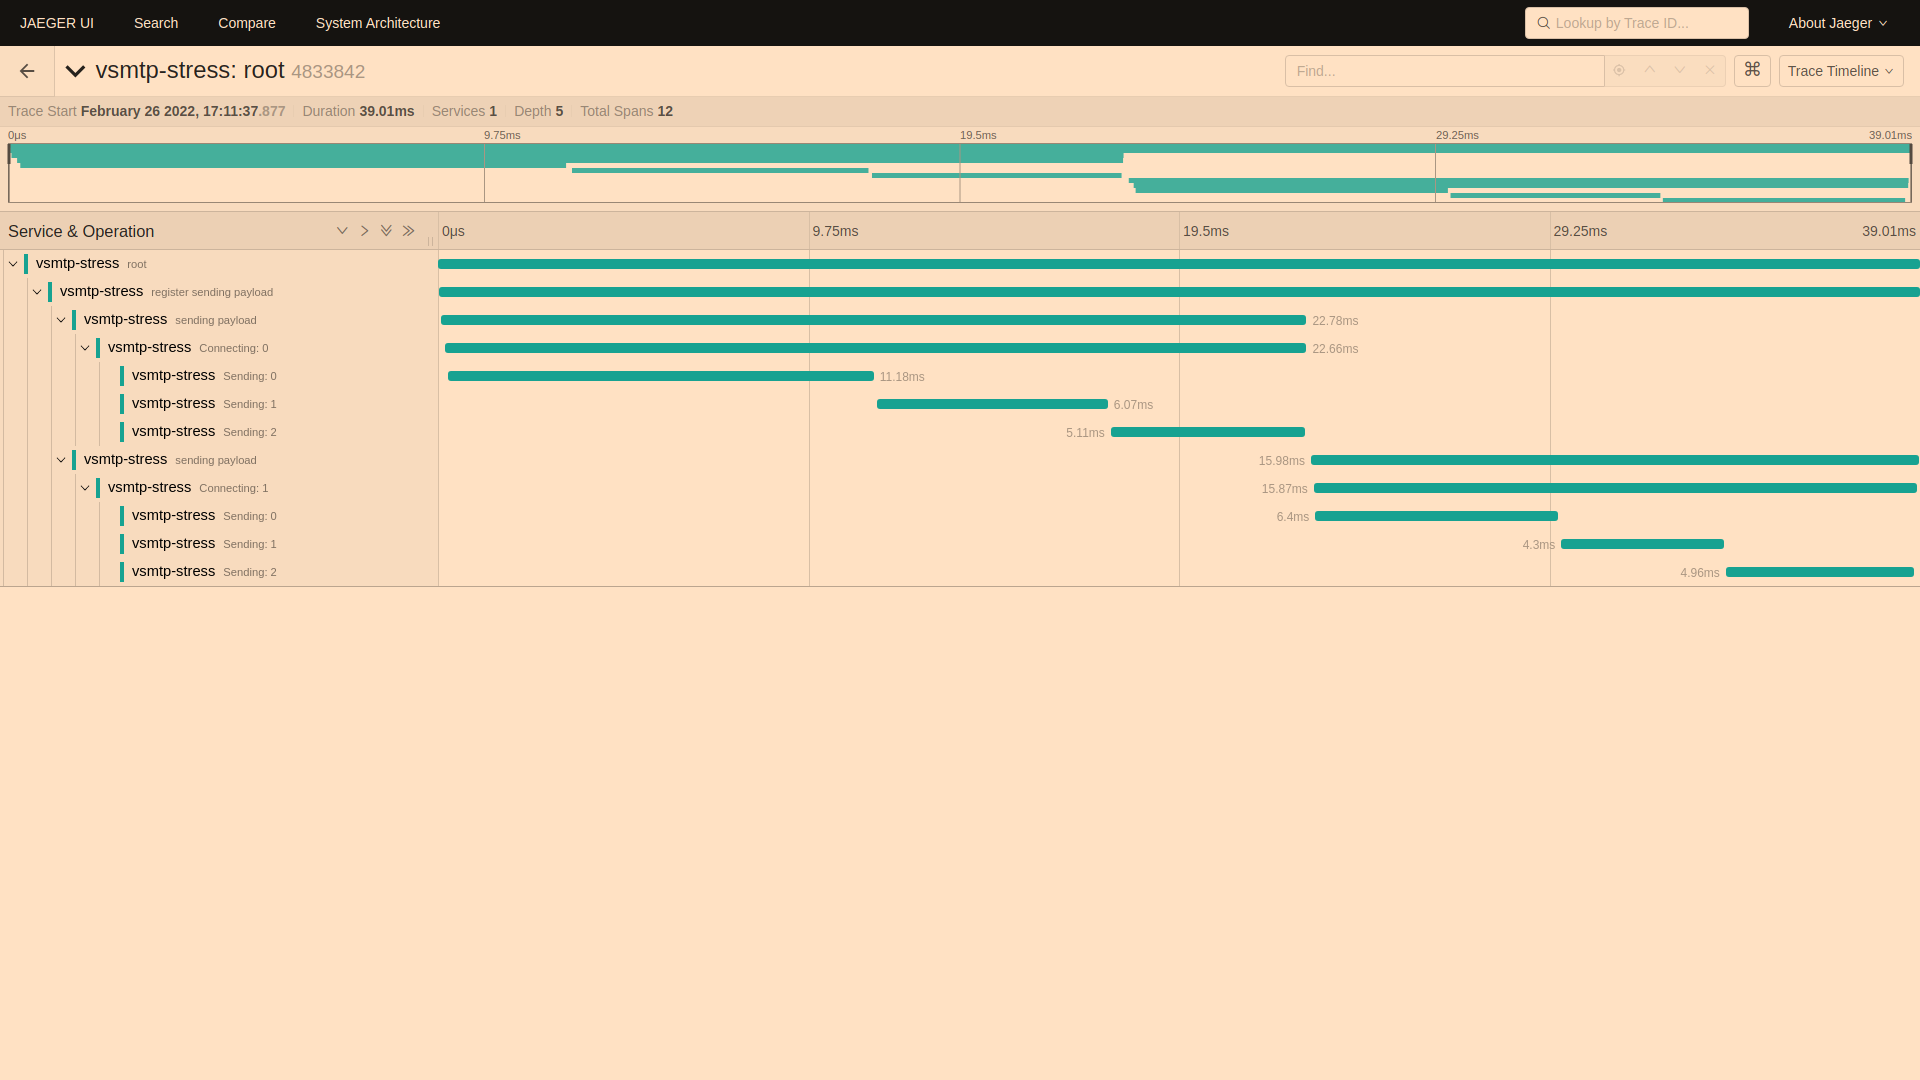 JAEGER UI Search Compare System Architecture Lookup by Trace ID... About Jaeger
vsmtp-stress: root 4833842 Find... ⌘ Trace Timeline
Trace Start February 26 2022, 17:11:37.877 Duration 39.01ms Services 1 Depth 5 Total Spans 12
0μs 9.75ms 19.5ms 29.25ms 39.01ms
Service & Operation 0μs 9.75ms 19.5ms 29.25ms 39.01ms
vsmtp-stress root
vsmtp-stress register sending payload
vsmtp-stress sending payload 22.78ms
vsmtp-stress Connecting: 0 22.66ms
vsmtp-stress Sending: 0 11.18ms
vsmtp-stress Sending: 1 6.07ms
vsmtp-stress Sending: 2 5.11ms
vsmtp-stress sending payload 15.98ms
vsmtp-stress Connecting: 1 15.87ms
vsmtp-stress Sending: 0 6.4ms
vsmtp-stress Sending: 1 4.3ms
vsmtp-stress Sending: 2 4.96ms